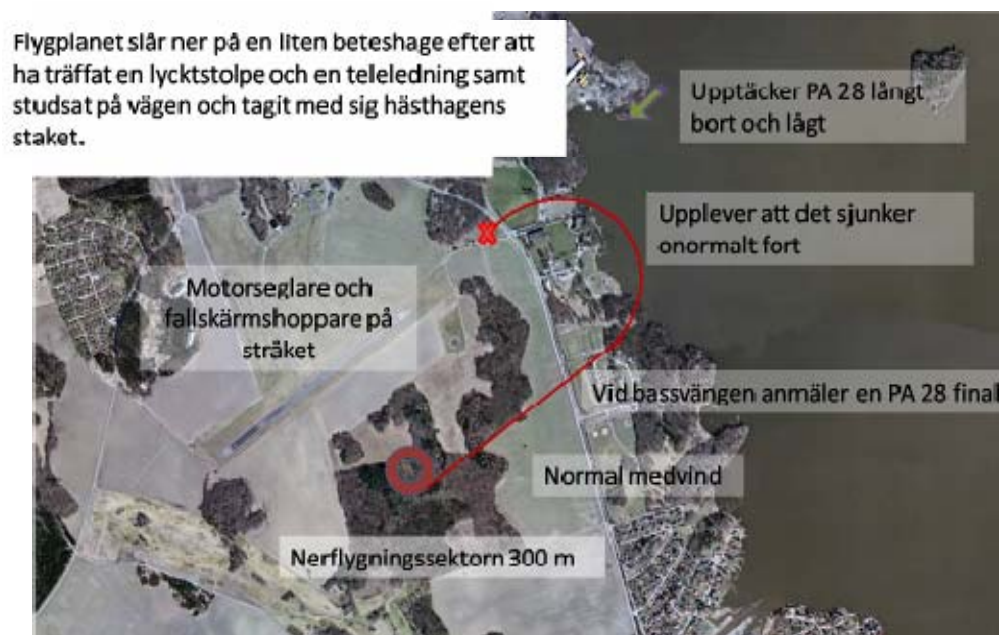 Flygplanet slår ner på en liten beteshage efter att
ha träffat en lycktstolpe och en teleledning samt
studsat på vägen och tagit med sig hästhagens
staket.
Upptäcker PA 28 långt
bort och lågt
Upplever att det sjunker
onormalt fort
Motorseglare och
fallskärmshoppare på
stråket
Vid bassvängen anmäler en PA 28 final
Normal medvind
Nerflygningssektorn 300 m